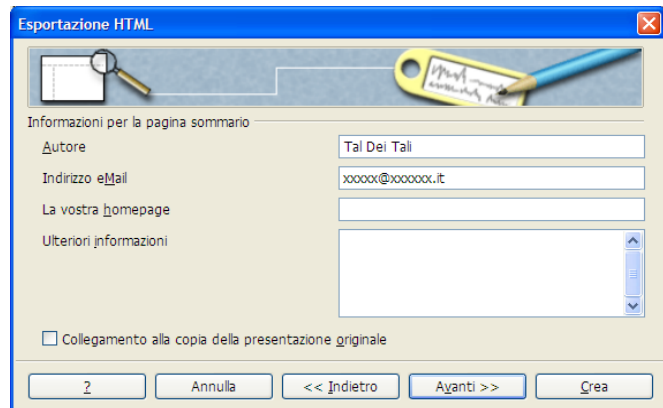 Esportazione HTML
Informazioni per la pagina sommario
Autore
Tal Dei Tali
Indirizzo eMail
xxxxx@xxxxxx.it
La vostra homepage
Ulteriori informazioni
Collegamento alla copia della presentazione originale
?
Annulla
<< Indietro
Avanti >>
Crea